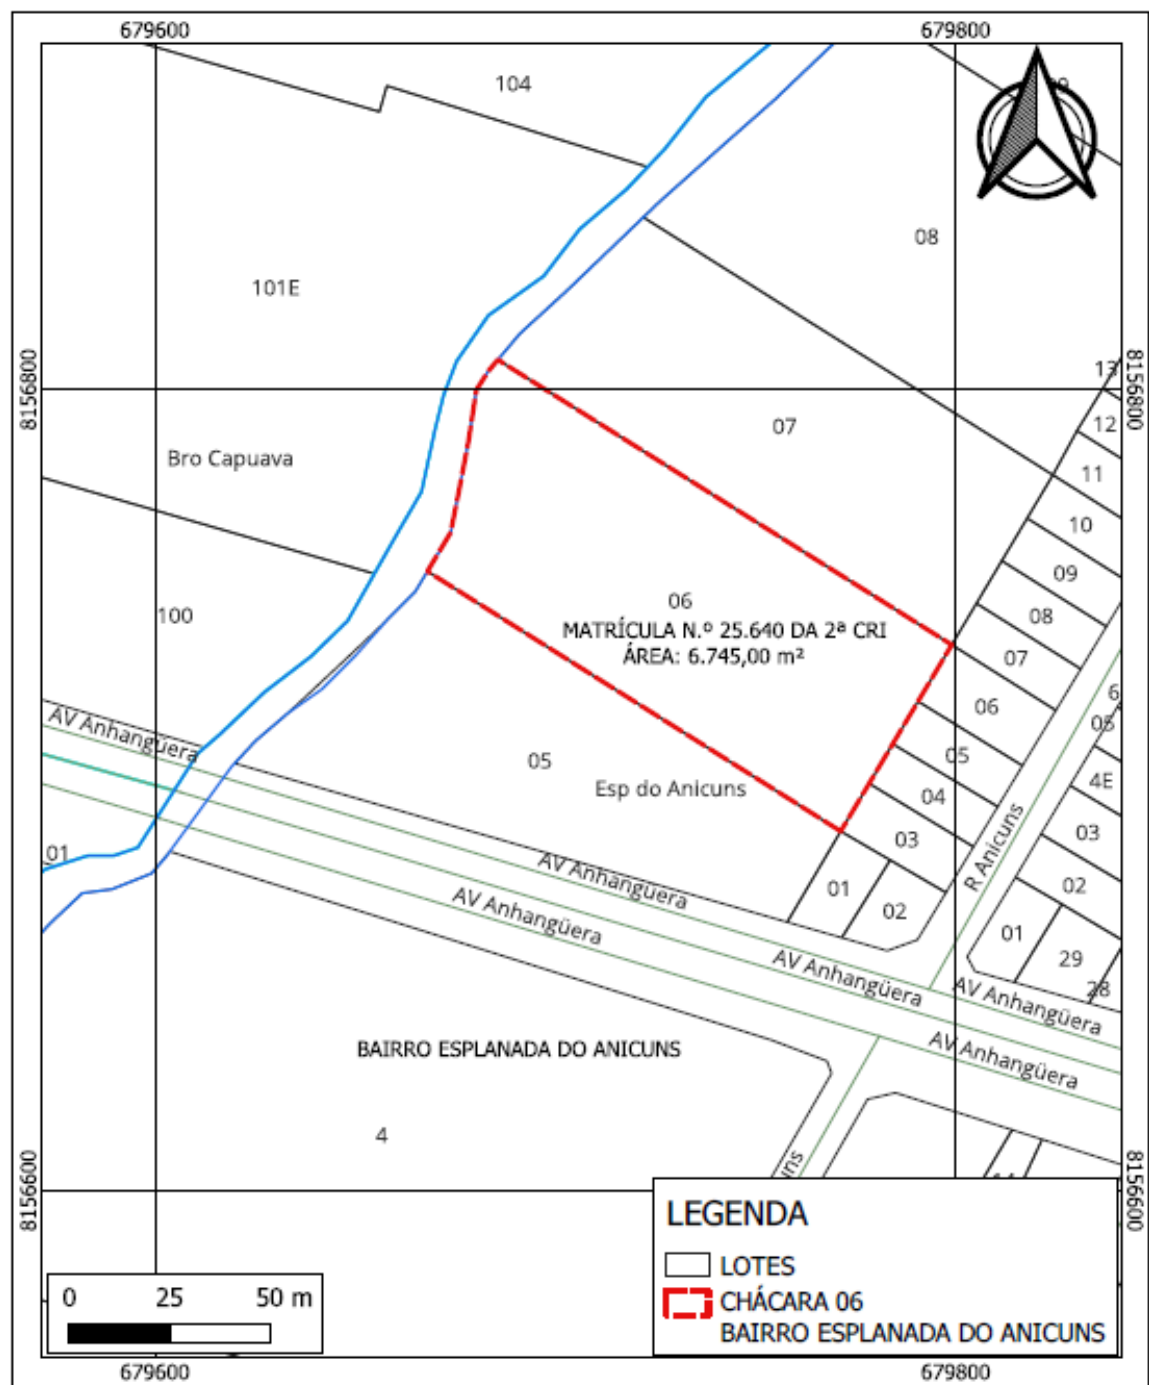 679600
679800
104
09
08
101E
8156800
8156800
13
07
12
Bro Capuava
11
10
09
06
100
MATRÍCULA N.º 25.640 DA 2ª CRI
08
ÁREA: 6.745,00 m²
07
6
06
AV Anhangüera
05
05
05
Esp do Anicuns
4E
04
03
03
01
AV Anhangüera
R Anicuns
02
01
02
AV Anhangüera
01
29
AV Anhangüera
28
AV Anhangüera
AV Anhangüera
BAIRRO ESPLANADA DO ANICUNS
4
uns
8156600
8156600
LEGENDA
LOTES
CHÁCARA 06
BAIRRO ESPLANADA DO ANICUNS
0 25 50 m
679600
679800